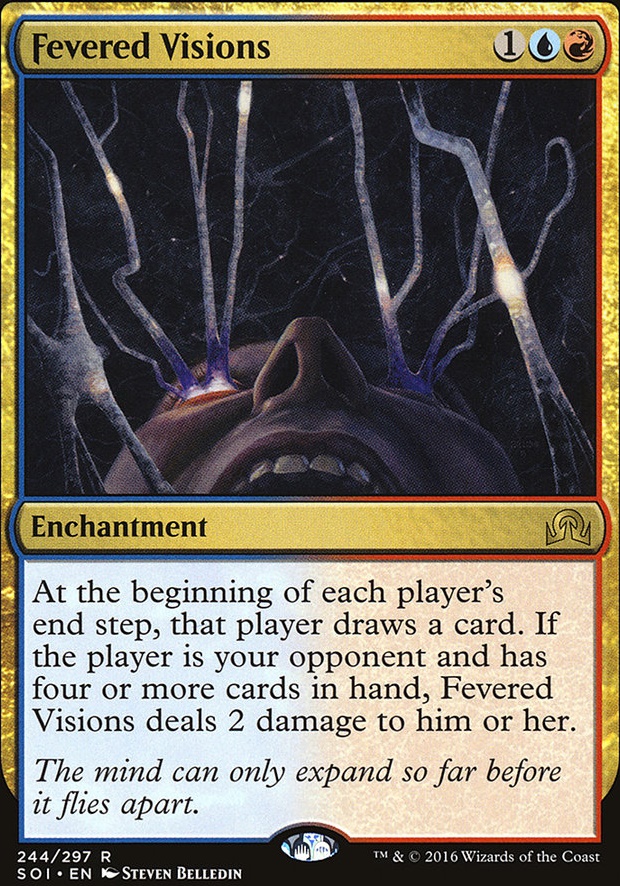 Fevered Visions 1
Enchantment
At the beginning of each player's
end step, that player draws a card. If
the player is your opponent and has
four or more cards in hand, Fevered
Visions deals 2 damage to him or her.
The mind can only expand so far before
it flies apart.
244/297 R
SOI • EN Steven Belledin
™ & © 2016 Wizards of the Coast